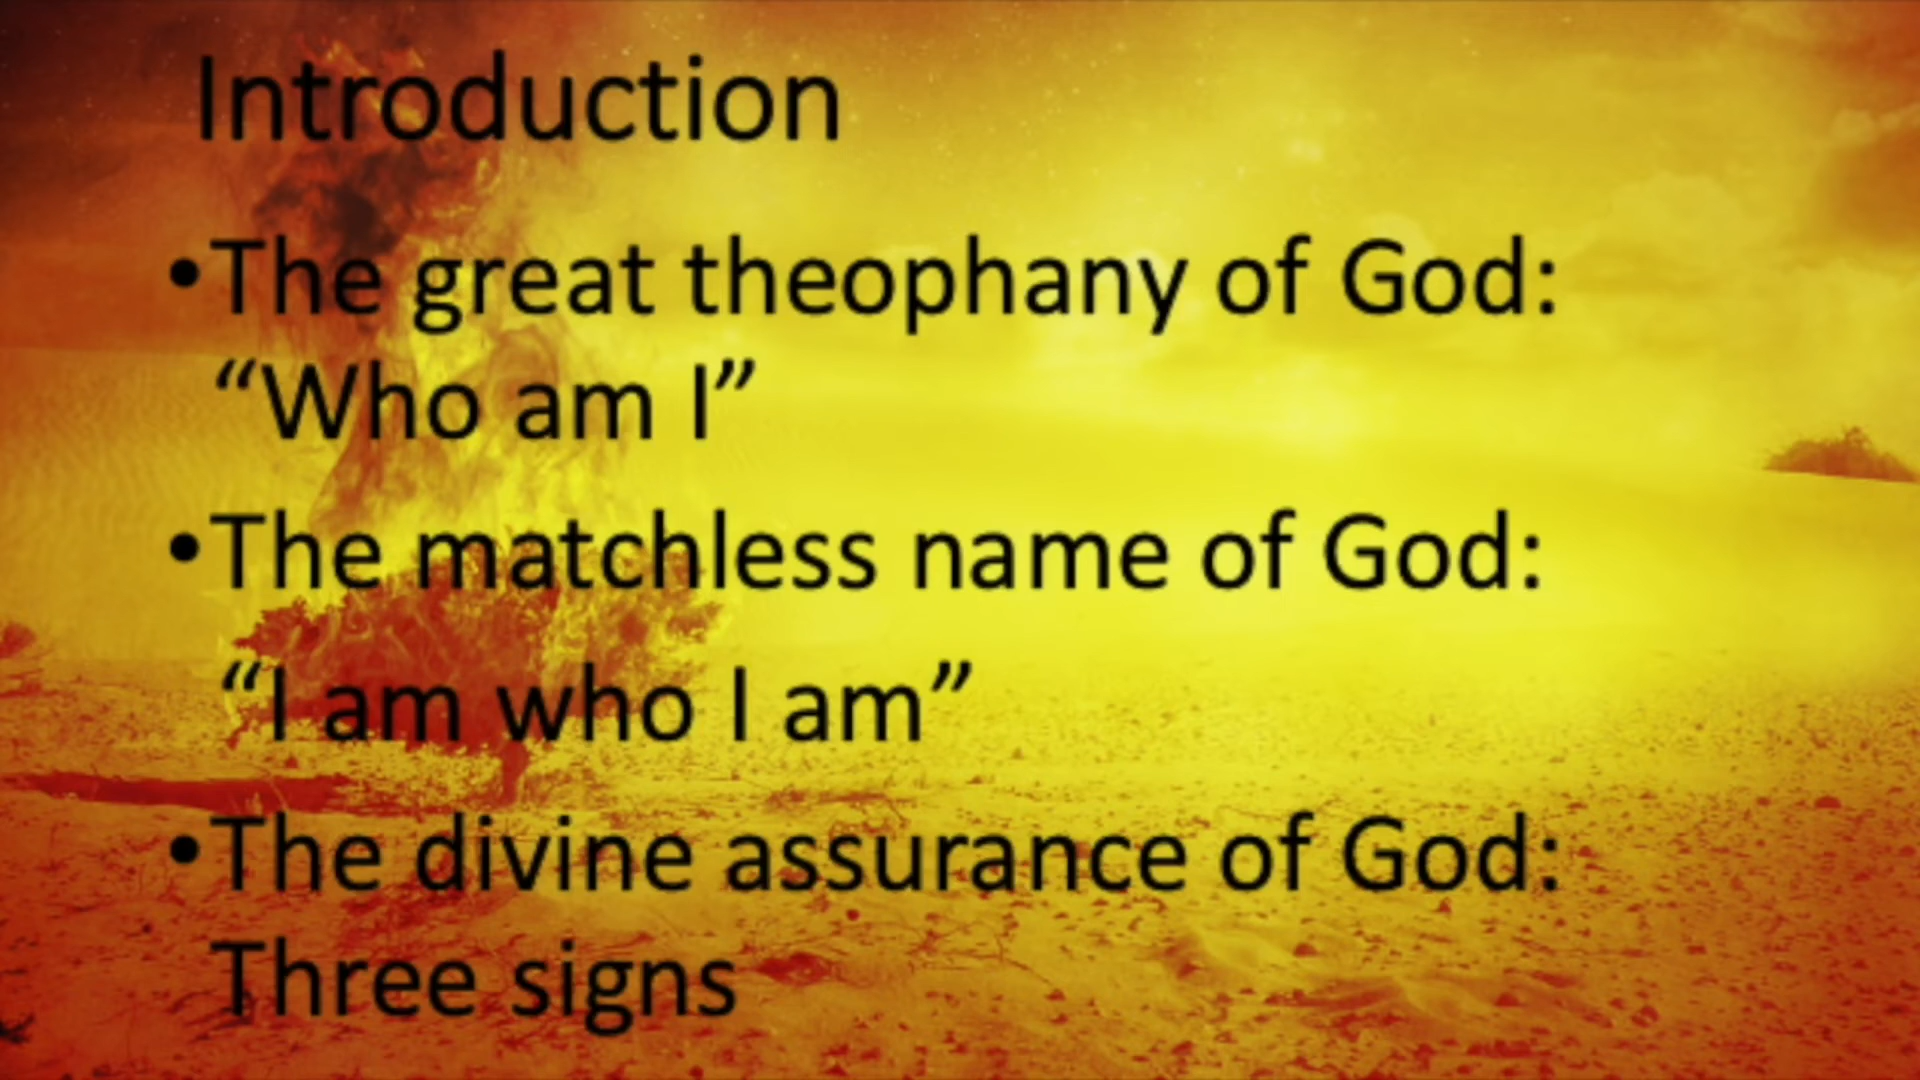 Introduction
•The great theophany of God:
“Who am I”
•The matchless name of God:
“I am who I am”
•The divine assurance of God:
Three signs